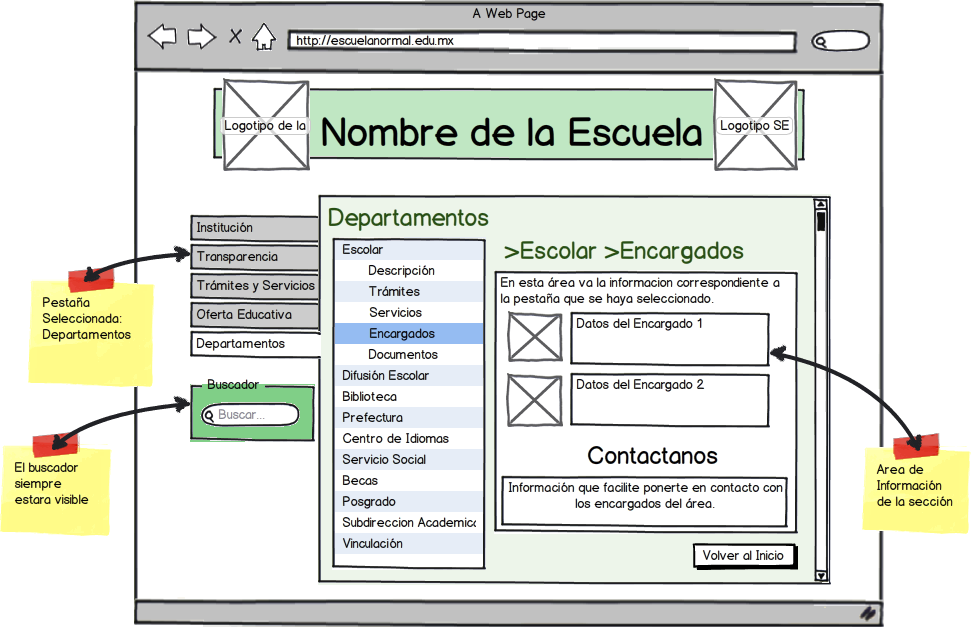 A Web Page
http://escuelanormal.edu.mx
Logotipo de la
Nombre de la Escuela
Logotipo SE
Institución
Transparencia
Trámites y Servicios
Oferta Educativa
Departamentos
Buscador
Buscar...
Pestaña
Seleccionada:
Departamentos
El buscador
siempre
estara visible
Departamentos
Escolar
Descripción
Trámites
Servicios
Encargados
Documentos
Difusión Escolar
Biblioteca
Prefectura
Centro de Idiomas
Servicio Social
Becas
Posgrado
Subdireccion Academica
Vinculación
>Escolar >Encargados
En esta área va la informacion correspondiente a
la pestaña que se haya seleccionado.
Datos del Encargado 1
Datos del Encargado 2
Contactanos
Información que facilite ponerte en contacto con
los encargados del área.
Volver al Inicio
Area de
Información
de la sección